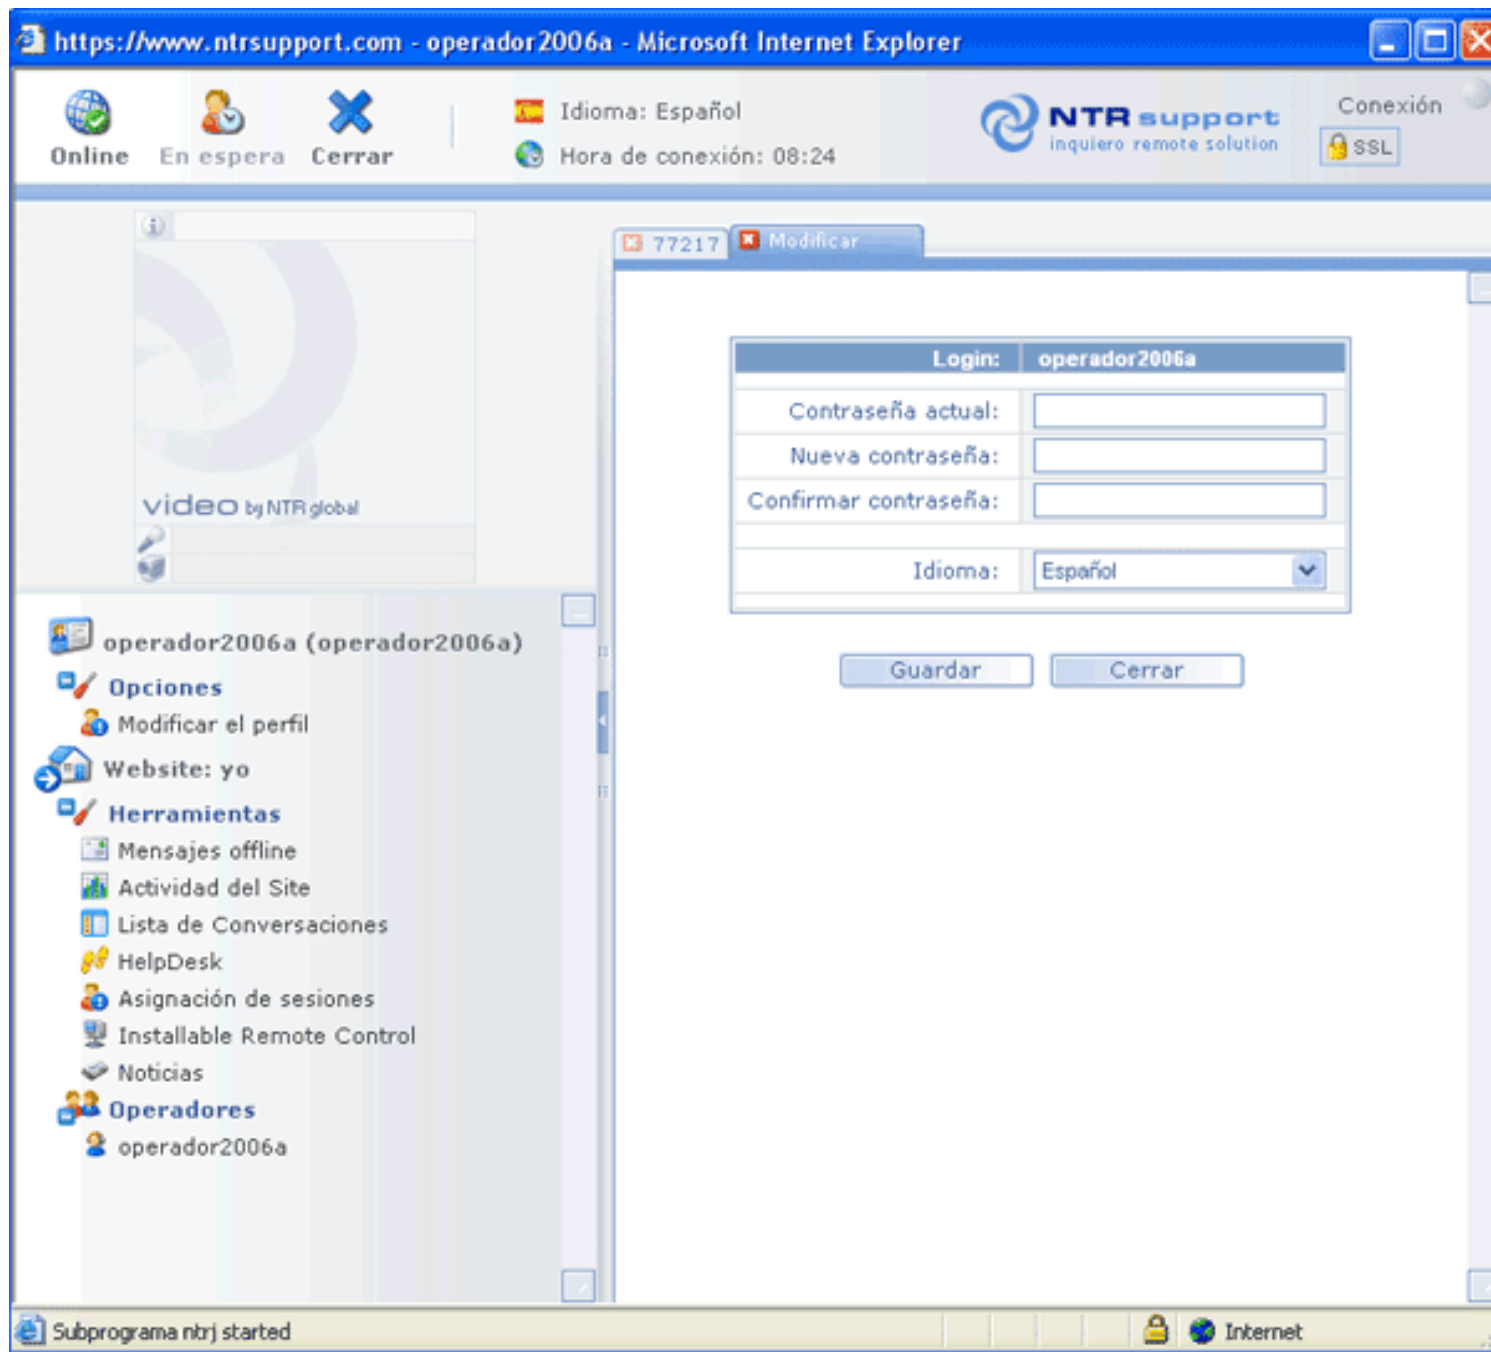 https://www.ntrsupport.com - operador2006a - Microsoft Internet Explorer
Online
En espera
Cerrar
Idioma: Español
Hora de conexión: 08:24
NTR support
inquiero remote solution
Conexión
SSL
video by NTR global
77217
Modificar
Login: operador2006a
Contraseña actual:
Nueva contraseña:
Confirmar contraseña:
Idioma: Español
Guardar
Cerrar
operador2006a (operador2006a)
Opciones
Modificar el perfil
Website: yo
Herramientas
Mensajes offline
Actividad del Site
Lista de Conversaciones
HelpDesk
Asignación de sesiones
Installable Remote Control
Noticias
Operadores
operador2006a
Subprograma ntrj started
Internet